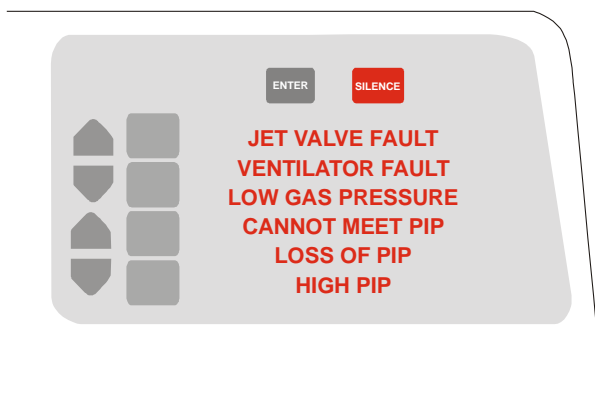 ENTER SILENCE
JET VALVE FAULT
VENTILATOR FAULT
LOW GAS PRESSURE
CANNOT MEET PIP
LOSS OF PIP
HIGH PIP